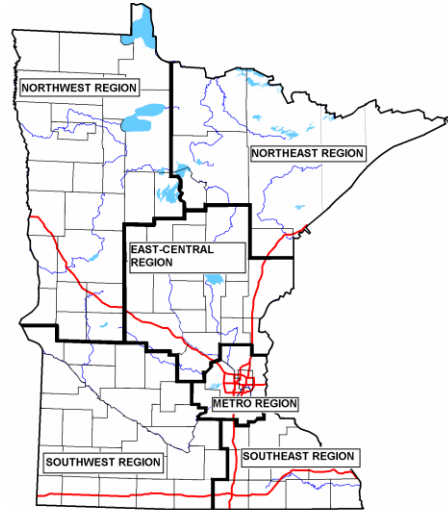 NORTHWEST REGION
NORTHEAST REGION
EAST-CENTRAL
REGION
METRO REGION
SOUTHEAST REGION
SOUTHWEST REGION